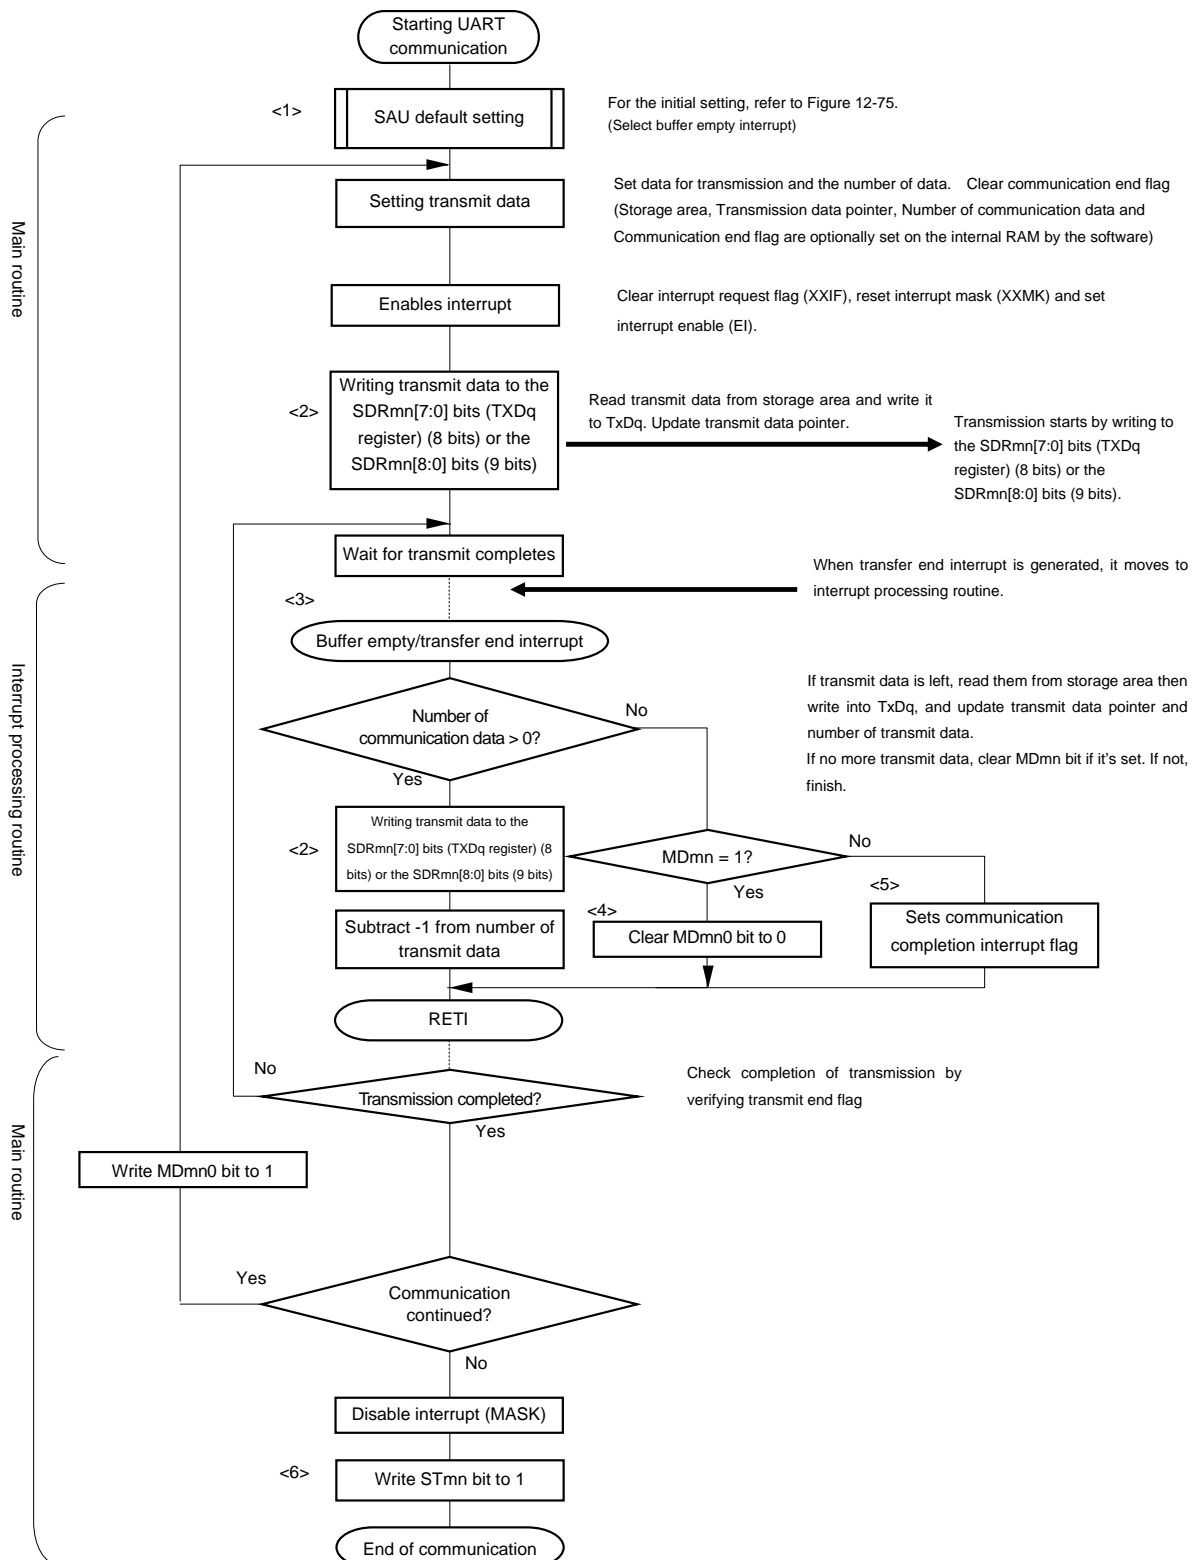 Starting UART
communication
<1>
SAU default setting
For the initial setting, refer to Figure 12-75.
(Select buffer empty interrupt)
Setting transmit data
Set data for transmission and the number of data. Clear communication end flag
(Storage area, Transmission data pointer, Number of communication data and
Communication end flag are optionally set on the internal RAM by the software)
Main routine
Enables interrupt
Clear interrupt request flag (XXIF), reset interrupt mask (XXMK) and set
interrupt enable (EI).
<2>
Writing transmit data to the
SDRmn[7:0] bits (TXDq
register) (8 bits) or the
SDRmn[8:0] bits (9 bits)
Read transmit data from storage area and write it
to TxDq. Update transmit data pointer.
Transmission starts by writing to
the SDRmn[7:0] bits (TXDq
register) (8 bits) or the
SDRmn[8:0] bits (9 bits).
Wait for transmit completes
When transfer end interrupt is generated, it moves to
interrupt processing routine.
<3>
Buffer empty/transfer end interrupt
Interrupt processing routine
Number of
communication data > 0?
No
Yes
If transmit data is left, read them from storage area then
write into TxDq, and update transmit data pointer and
number of transmit data.
If no more transmit data, clear MDmn bit if it's set. If not,
finish.
<2>
Writing transmit data to the
SDRmn[7:0] bits (TXDq register) (8
bits) or the SDRmn[8:0] bits (9 bits)
MDmn = 1?
No
Yes
<4>
<5>
Subtract -1 from number of
transmit data
Clear MDmn0 bit to 0
Sets communication
completion interrupt flag
RETI
No
Transmission completed?
Yes
Check completion of transmission by
verifying transmit end flag
Main routine
Write MDmn0 bit to 1
Yes
Communication
continued?
No
Disable interrupt (MASK)
<6>
Write STmn bit to 1
End of communication